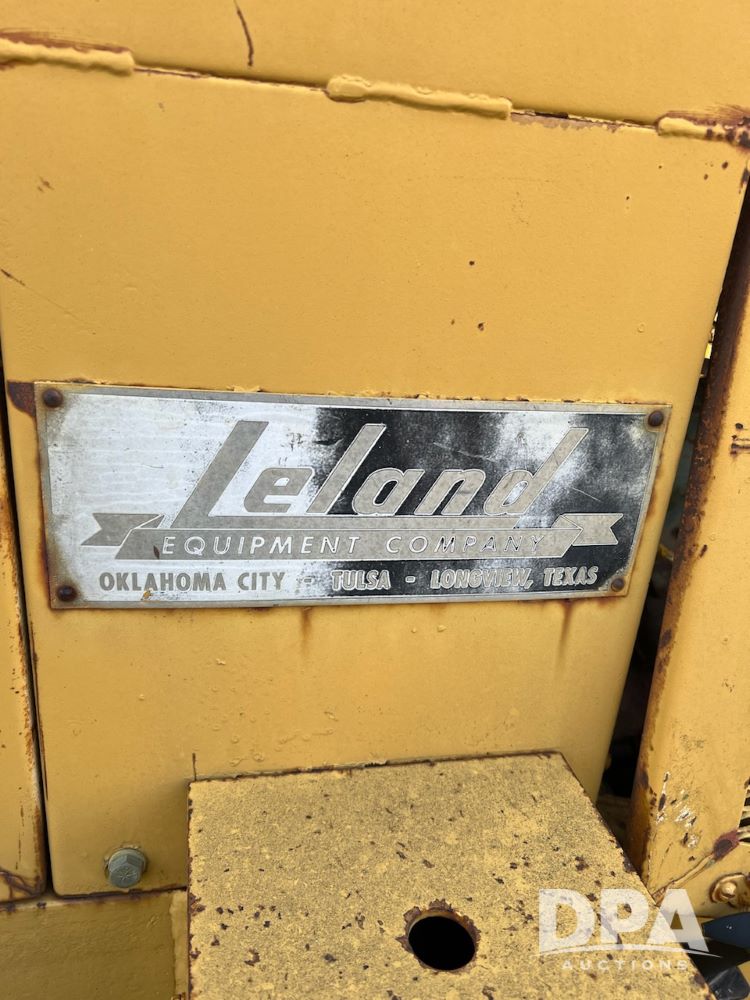 Leland
EQUIPMENT COMPANY
OKLAHOMA CITY - TULSA - LONGVIEW, TEXAS
DPA
AUCTIONS